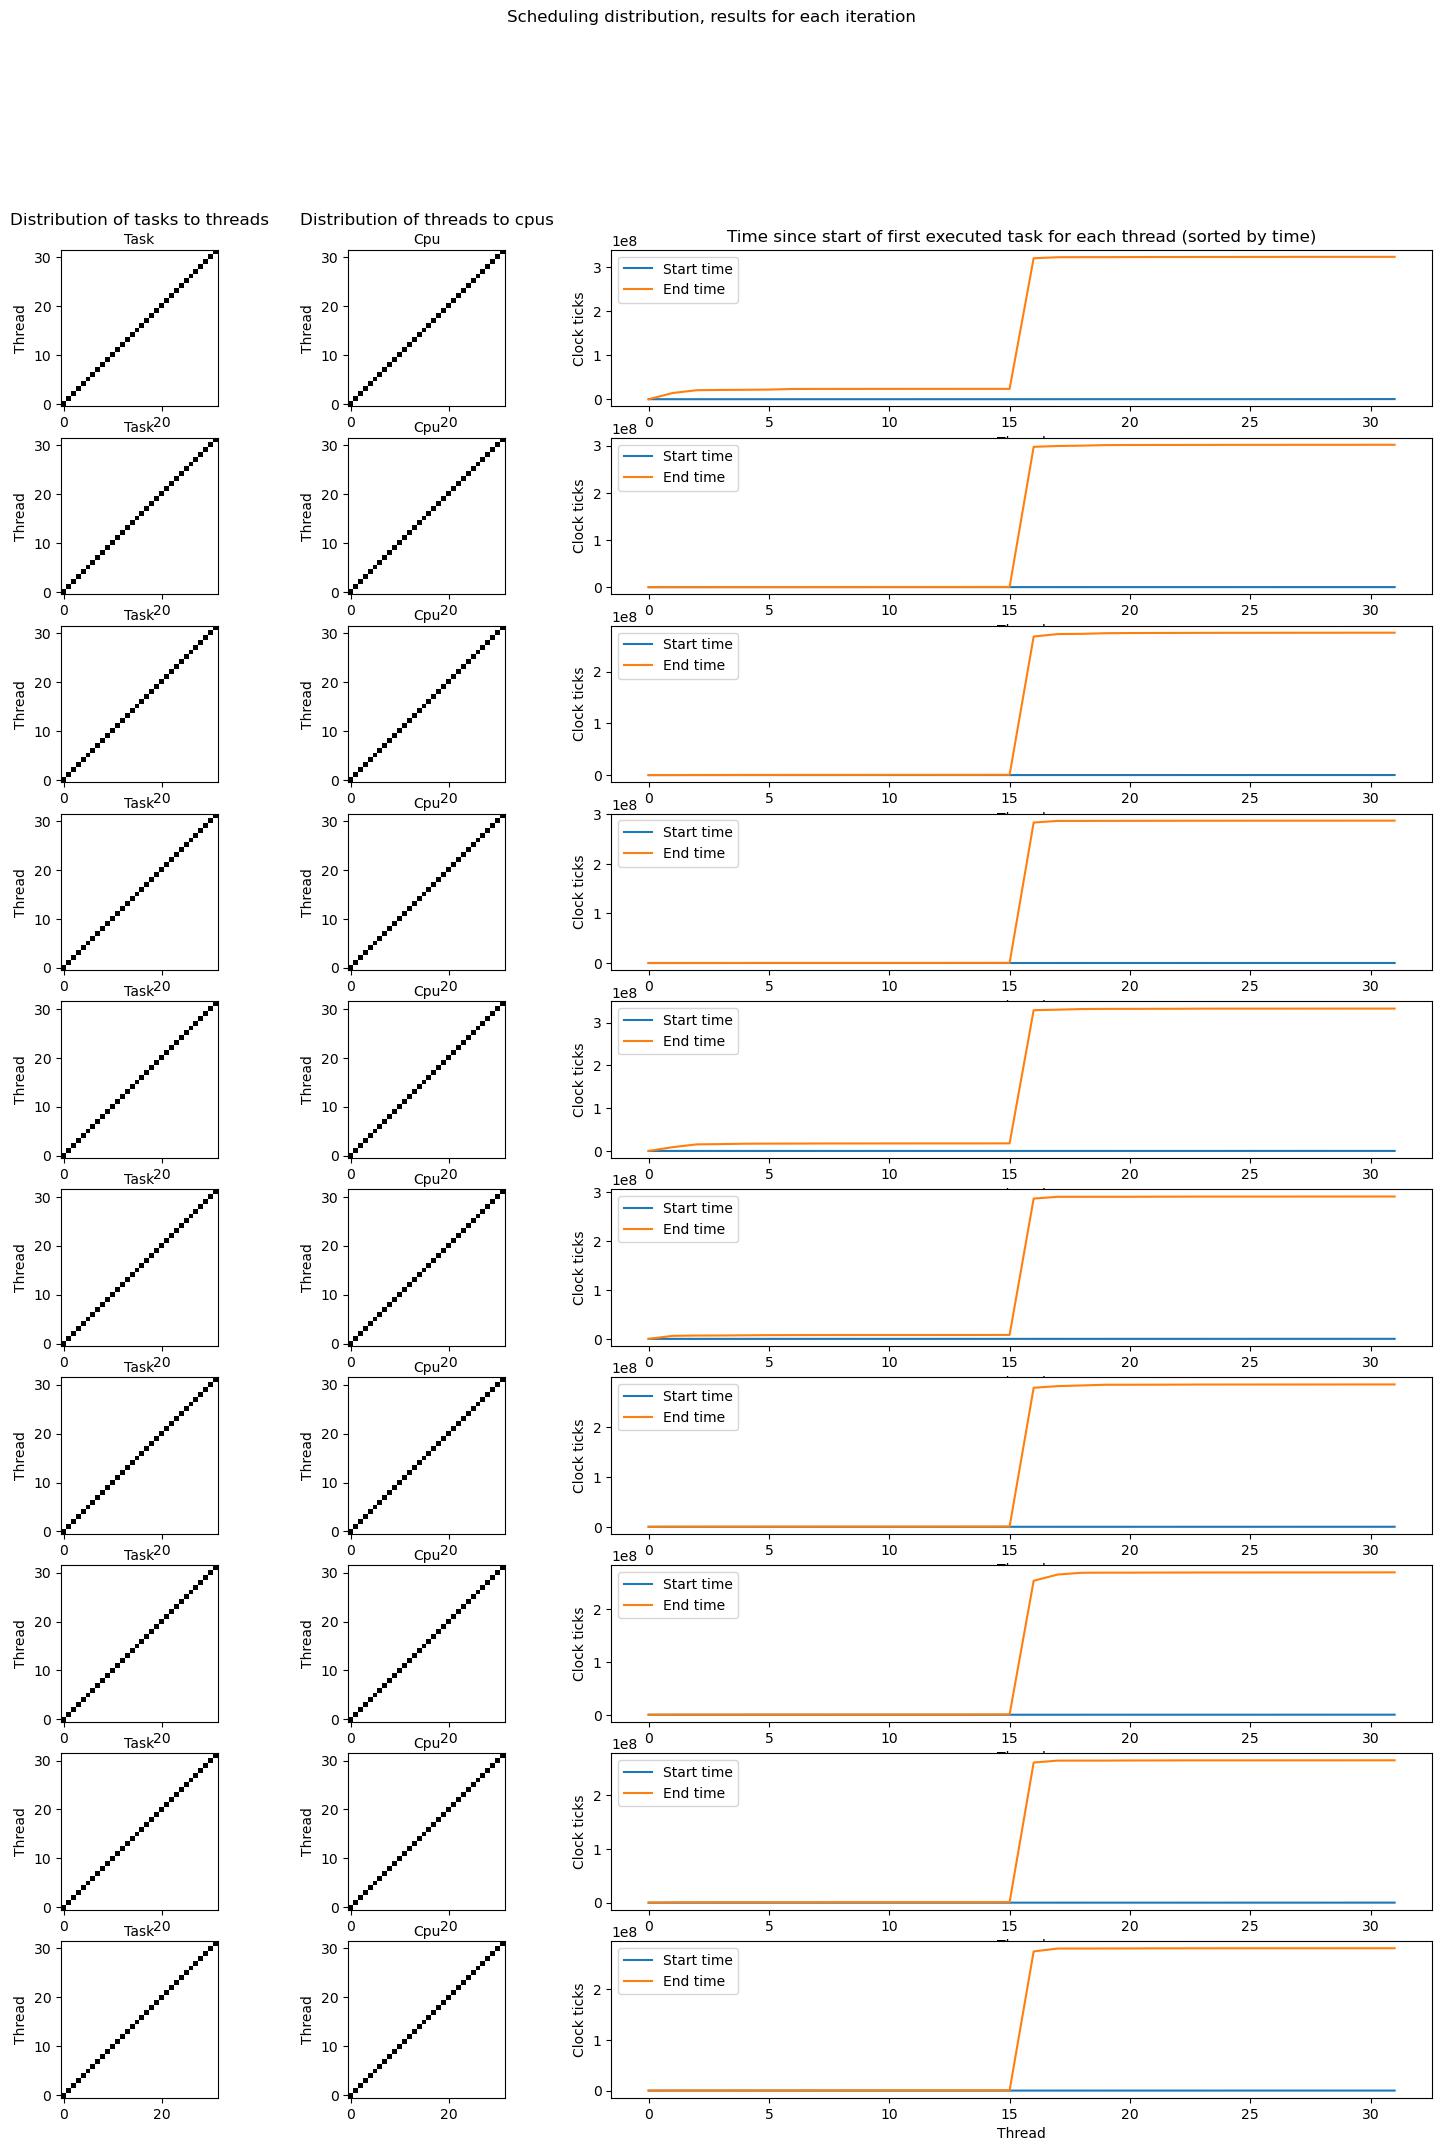 Scheduling distribution, results for each iteration
Distribution of tasks to threads
Distribution of threads to cpus
Time since start of first executed task for each thread (sorted by time)
Task
Thread
30
20
10
0
0 20
Cpu
Thread
30
20
10
0
0 20
1e8
Start time
End time
Clock ticks
3
2
1
0
0 5 10 15 20 25 30
Task
Thread
30
20
10
0
0 20
Cpu
Thread
30
20
10
0
0 20
1e8
Start time
End time
Clock ticks
3
2
1
0
0 5 10 15 20 25 30
Task
Thread
30
20
10
0
0 20
Cpu
Thread
30
20
10
0
0 20
1e8
Start time
End time
Clock ticks
2
1
0
0 5 10 15 20 25 30
Task
Thread
30
20
10
0
0 20
Cpu
Thread
30
20
10
0
0 20
1e8
Start time
End time
Clock ticks
3
2
1
0
0 5 10 15 20 25 30
Task
Thread
30
20
10
0
0 20
Cpu
Thread
30
20
10
0
0 20
1e8
Start time
End time
Clock ticks
3
2
1
0
0 5 10 15 20 25 30
Task
Thread
30
20
10
0
0 20
Cpu
Thread
30
20
10
0
0 20
1e8
Start time
End time
Clock ticks
3
2
1
0
0 5 10 15 20 25 30
Task
Thread
30
20
10
0
0 20
Cpu
Thread
30
20
10
0
0 20
1e8
Start time
End time
Clock ticks
2
1
0
0 5 10 15 20 25 30
Task
Thread
30
20
10
0
0 20
Cpu
Thread
30
20
10
0
0 20
1e8
Start time
End time
Clock ticks
2
1
0
0 5 10 15 20 25 30
Task
Thread
30
20
10
0
0 20
Cpu
Thread
30
20
10
0
0 20
1e8
Start time
End time
Clock ticks
2
1
0
0 5 10 15 20 25 30
Task
Thread
30
20
10
0
0 20
Cpu
Thread
30
20
10
0
0 20
1e8
Start time
End time
Clock ticks
2
1
0
0 5 10 15 20 25 30
Thread